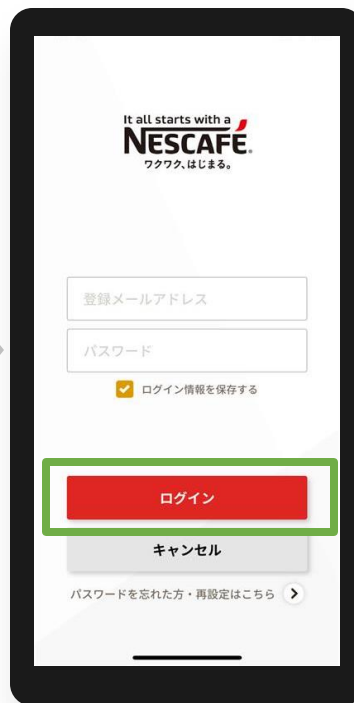 It all starts with a
NESCAFÉ®
ワクワク、はじまる。
登録メールアドレス
パスワード
ログイン情報を保存する
ログイン
キャンセル
パスワードを忘れた方・再設定はこちら